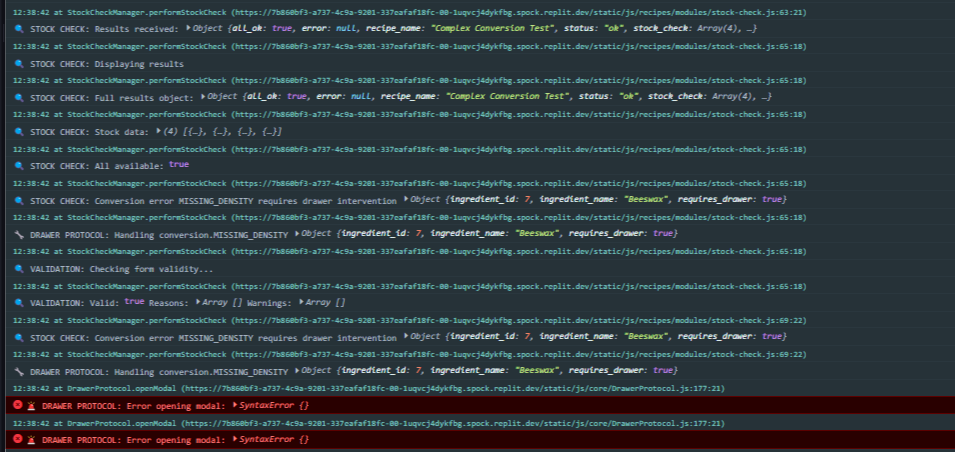 12:38:42 at StockCheckManager.performStockCheck (https://7b860bf3-a737-4c9a-9201-337eafaf18fc-00-1uqvcj4dykfbg.spock.replit.dev/static/js/recipes/modules/stock-check.js:63:21)
STOCK CHECK: Results received: ▶Object {all_ok: true, error: null, recipe_name: "Complex Conversion Test", status: "ok", stock_check: Array(4), …}
12:38:42 at StockCheckManager.performStockCheck (https://7b860bf3-a737-4c9a-9201-337eafaf18fc-00-1uqvcj4dykfbg.spock.replit.dev/static/js/recipes/modules/stock-check.js:65:18)
STOCK CHECK: Displaying results
12:38:42 at StockCheckManager.performStockCheck (https://7b860bf3-a737-4c9a-9201-337eafaf18fc-00-1uqvcj4dykfbg.spock.replit.dev/static/js/recipes/modules/stock-check.js:65:18)
STOCK CHECK: Full results object: ▶Object {all_ok: true, error: null, recipe_name: "Complex Conversion Test", status: "ok", stock_check: Array(4), …}
12:38:42 at StockCheckManager.performStockCheck (https://7b860bf3-a737-4c9a-9201-337eafaf18fc-00-1uqvcj4dykfbg.spock.replit.dev/static/js/recipes/modules/stock-check.js:65:18)
STOCK CHECK: Stock data: ▶(4) [{…}, {…}, {…}, {…}]
12:38:42 at StockCheckManager.performStockCheck (https://7b860bf3-a737-4c9a-9201-337eafaf18fc-00-1uqvcj4dykfbg.spock.replit.dev/static/js/recipes/modules/stock-check.js:65:18)
STOCK CHECK: All available: true
12:38:42 at StockCheckManager.performStockCheck (https://7b860bf3-a737-4c9a-9201-337eafaf18fc-00-1uqvcj4dykfbg.spock.replit.dev/static/js/recipes/modules/stock-check.js:65:18)
STOCK CHECK: Conversion error MISSING_DENSITY requires drawer intervention ▶Object {ingredient_id: 7, ingredient_name: "Beeswax", requires_drawer: true}
12:38:42 at StockCheckManager.performStockCheck (https://7b860bf3-a737-4c9a-9201-337eafaf18fc-00-1uqvcj4dykfbg.spock.replit.dev/static/js/recipes/modules/stock-check.js:65:18)
DRAWER PROTOCOL: Handling conversion.MISSING_DENSITY ▶Object {ingredient_id: 7, ingredient_name: "Beeswax", requires_drawer: true}
12:38:42 at StockCheckManager.performStockCheck (https://7b860bf3-a737-4c9a-9201-337eafaf18fc-00-1uqvcj4dykfbg.spock.replit.dev/static/js/recipes/modules/stock-check.js:65:18)
VALIDATION: Checking form validity...
12:38:42 at StockCheckManager.performStockCheck (https://7b860bf3-a737-4c9a-9201-337eafaf18fc-00-1uqvcj4dykfbg.spock.replit.dev/static/js/recipes/modules/stock-check.js:65:18)
VALIDATION: Valid: true Reasons: ▶Array [] Warnings: ▶Array []
12:38:42 at StockCheckManager.performStockCheck (https://7b860bf3-a737-4c9a-9201-337eafaf18fc-00-1uqvcj4dykfbg.spock.replit.dev/static/js/recipes/modules/stock-check.js:69:22)
STOCK CHECK: Conversion error MISSING_DENSITY requires drawer intervention ▶Object {ingredient_id: 7, ingredient_name: "Beeswax", requires_drawer: true}
12:38:42 at StockCheckManager.performStockCheck (https://7b860bf3-a737-4c9a-9201-337eafaf18fc-00-1uqvcj4dykfbg.spock.replit.dev/static/js/recipes/modules/stock-check.js:69:22)
DRAWER PROTOCOL: Handling conversion.MISSING_DENSITY ▶Object {ingredient_id: 7, ingredient_name: "Beeswax", requires_drawer: true}
12:38:42 at DrawerProtocol.openModal (https://7b860bf3-a737-4c9a-9201-337eafaf18fc-00-1uqvcj4dykfbg.spock.replit.dev/static/js/core/DrawerProtocol.js:177:21)
DRAWER PROTOCOL: Error opening modal: ▶SyntaxError {}
12:38:42 at DrawerProtocol.openModal (https://7b860bf3-a737-4c9a-9201-337eafaf18fc-00-1uqvcj4dykfbg.spock.replit.dev/static/js/core/DrawerProtocol.js:177:21)
DRAWER PROTOCOL: Error opening modal: ▶SyntaxError {}